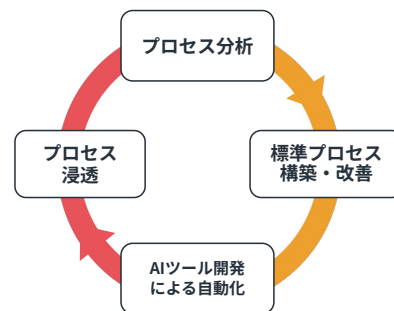 プロセス分析
標準プロセス
構築・改善
AIツール開発
による自動化
プロセス
浸透